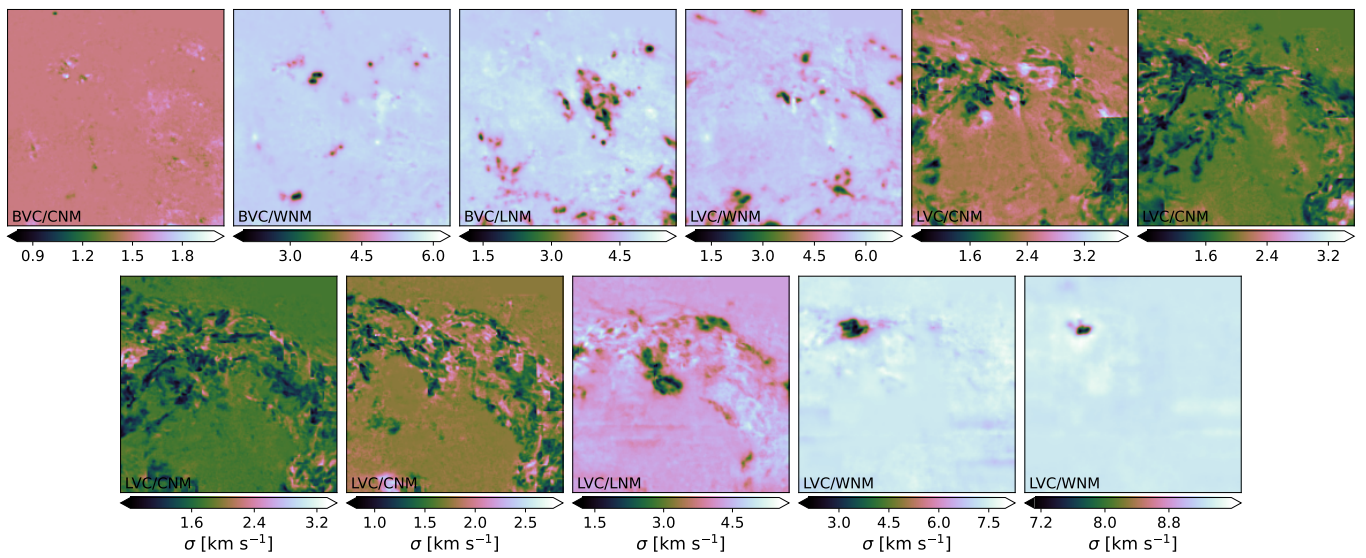 BVC/CNM BVC/WNM BVC/LNM LVC/WNM LVC/CNM LVC/CNM
0.9 1.2 1.5 1.8 3.0 4.5 6.0 1.5 3.0 4.5 1.5 3.0 4.5 6.0 1.6 2.4 3.2 1.6 2.4 3.2
LVC/CNM LVC/CNM LVC/LNM LVC/WNM LVC/WNM
1.6 2.4 3.2 1.0 1.5 2.0 2.5 1.5 3.0 4.5 3.0 4.5 6.0 7.5 7.2 8.0 8.8
σ [km s⁻¹] σ [km s⁻¹] σ [km s⁻¹] σ [km s⁻¹] σ [km s⁻¹]